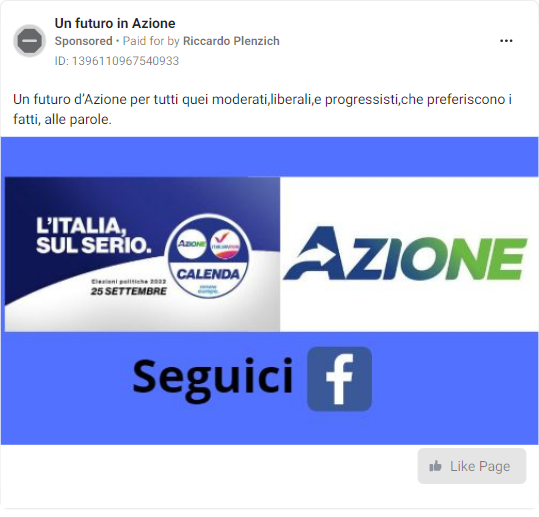 Un futuro in Azione
Sponsored • Paid for by Riccardo Plenzich
ID: 1396110967540933
Un futuro d'Azione per tutti quei moderati,liberali,e progressisti,che preferiscono i
fatti, alle parole.
L'ITALIA,
SUL SERIO.
AZIONE
ITALIA VIVA
CALENDA
renew
europe.
Elezioni politiche 2022
25 SETTEMBRE
AZIONE
Seguici f
Like Page